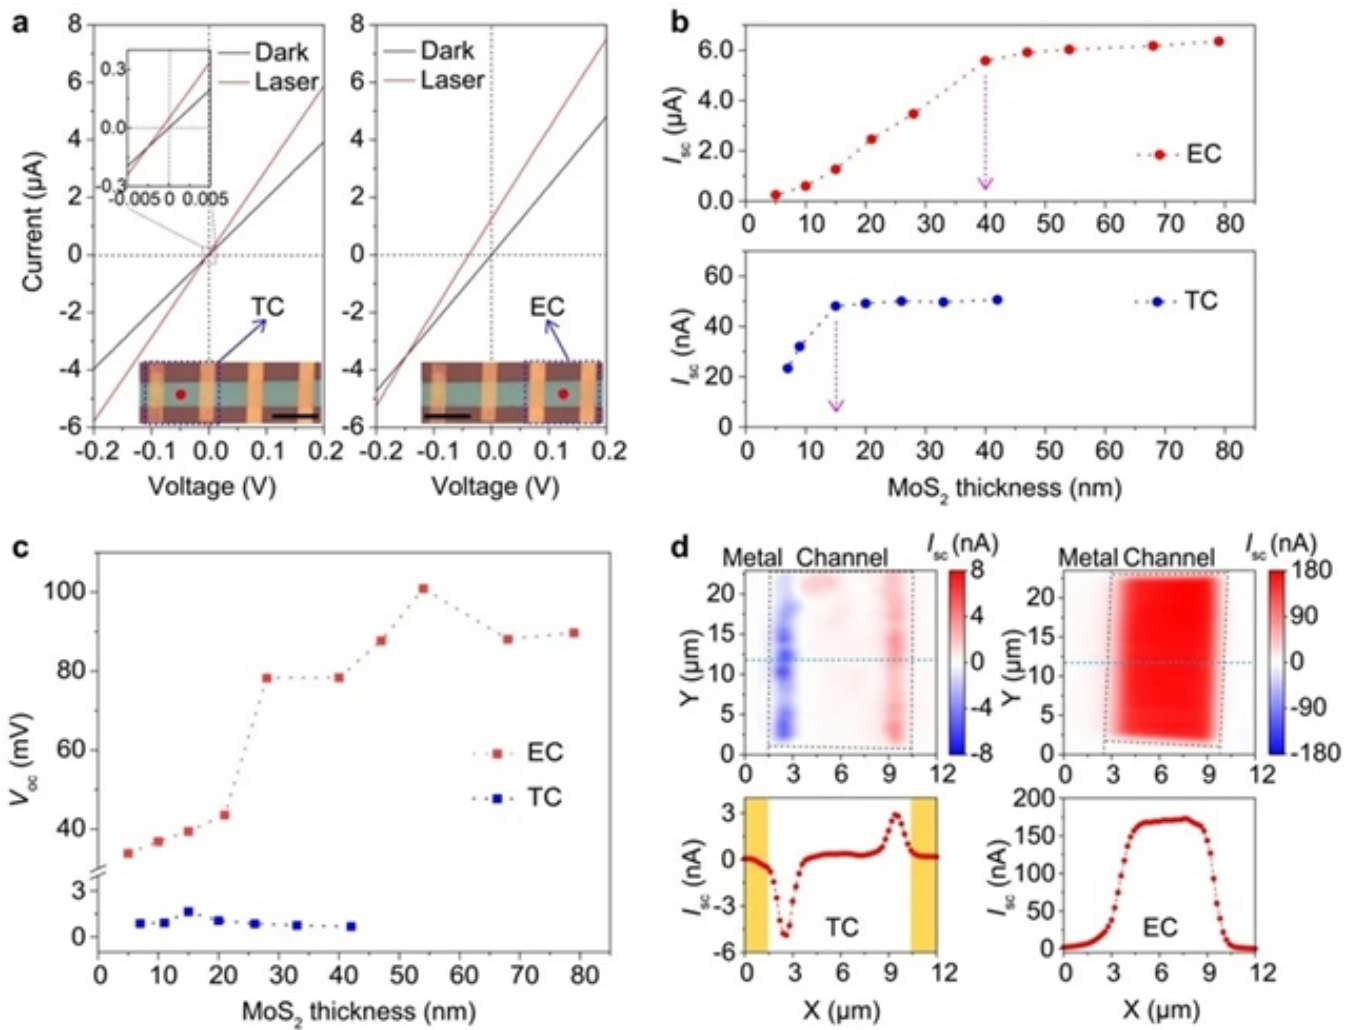 a
8
6
4
2
0
-2
-4
-6
Current (μA)
Dark
Laser
0.3
0.0
-0.3
-0.005 0 0.005
TC
-0.2 -0.1 0.0 0.1 0.2
Voltage (V)
8
6
4
2
0
-2
-4
-6
Dark
Laser
EC
-0.2 -0.1 0.0 0.1 0.2
Voltage (V)
b
6.0
4.0
2.0
0.0
Isc (μA)
EC
0 10 20 30 40 50 60 70 80
60
40
20
0
Isc (nA)
TC
0 10 20 30 40 50 60 70 80
MoS2 thickness (nm)
c
100
80
60
40
3
0
Voc (mV)
EC
TC
0 10 20 30 40 50 60 70 80
MoS2 thickness (nm)
d
Metal Channel Isc (nA)
20
15
10
5
0
Y (μm)
8
4
0
-4
-8
0 3 6 9 12
Metal Channel Isc (nA)
20
15
10
5
0
Y (μm)
180
90
0
-90
-180
0 3 6 9 12
3
0
-3
-6
Isc (nA)
TC
0 3 6 9 12
X (μm)
200
150
100
50
0
Isc (nA)
EC
0 3 6 9 12
X (μm)